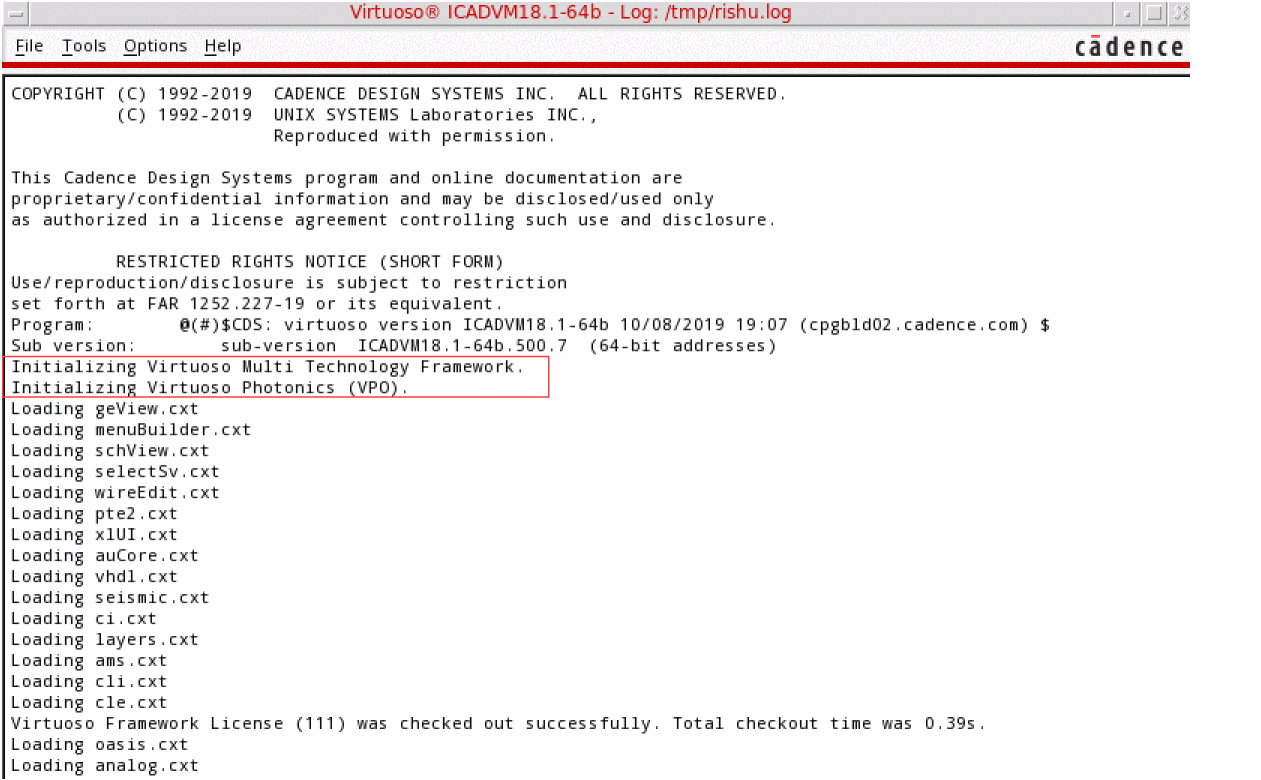 Virtuoso® ICADVM18.1-64b - Log: /tmp/rishu.log
File Tools Options Help cādence
COPYRIGHT (C) 1992-2019 CADENCE DESIGN SYSTEMS INC. ALL RIGHTS RESERVED.
(C) 1992-2019 UNIX SYSTEMS Laboratories INC.,
Reproduced with permission.
This Cadence Design Systems program and online documentation are
proprietary/confidential information and may be disclosed/used only
as authorized in a license agreement controlling such use and disclosure.
RESTRICTED RIGHTS NOTICE (SHORT FORM)
Use/reproduction/disclosure is subject to restriction
set forth at FAR 1252.227-19 or its equivalent.
Program: @(#)$CDS: virtuoso version ICADVM18.1-64b 10/08/2019 19:07 (cpgbld02.cadence.com) $
Sub version: sub-version ICADVM18.1-64b.500.7 (64-bit addresses)
Initializing Virtuoso Multi Technology Framework.
Initializing Virtuoso Photonics (VPO).
Loading geView.cxt
Loading menuBuilder.cxt
Loading schView.cxt
Loading selectSv.cxt
Loading wireEdit.cxt
Loading pte2.cxt
Loading xlUI.cxt
Loading auCore.cxt
Loading vhdl.cxt
Loading seismic.cxt
Loading ci.cxt
Loading layers.cxt
Loading ams.cxt
Loading cli.cxt
Loading cle.cxt
Virtuoso Framework License (111) was checked out successfully. Total checkout time was 0.39s.
Loading oasis.cxt
Loading analog.cxt